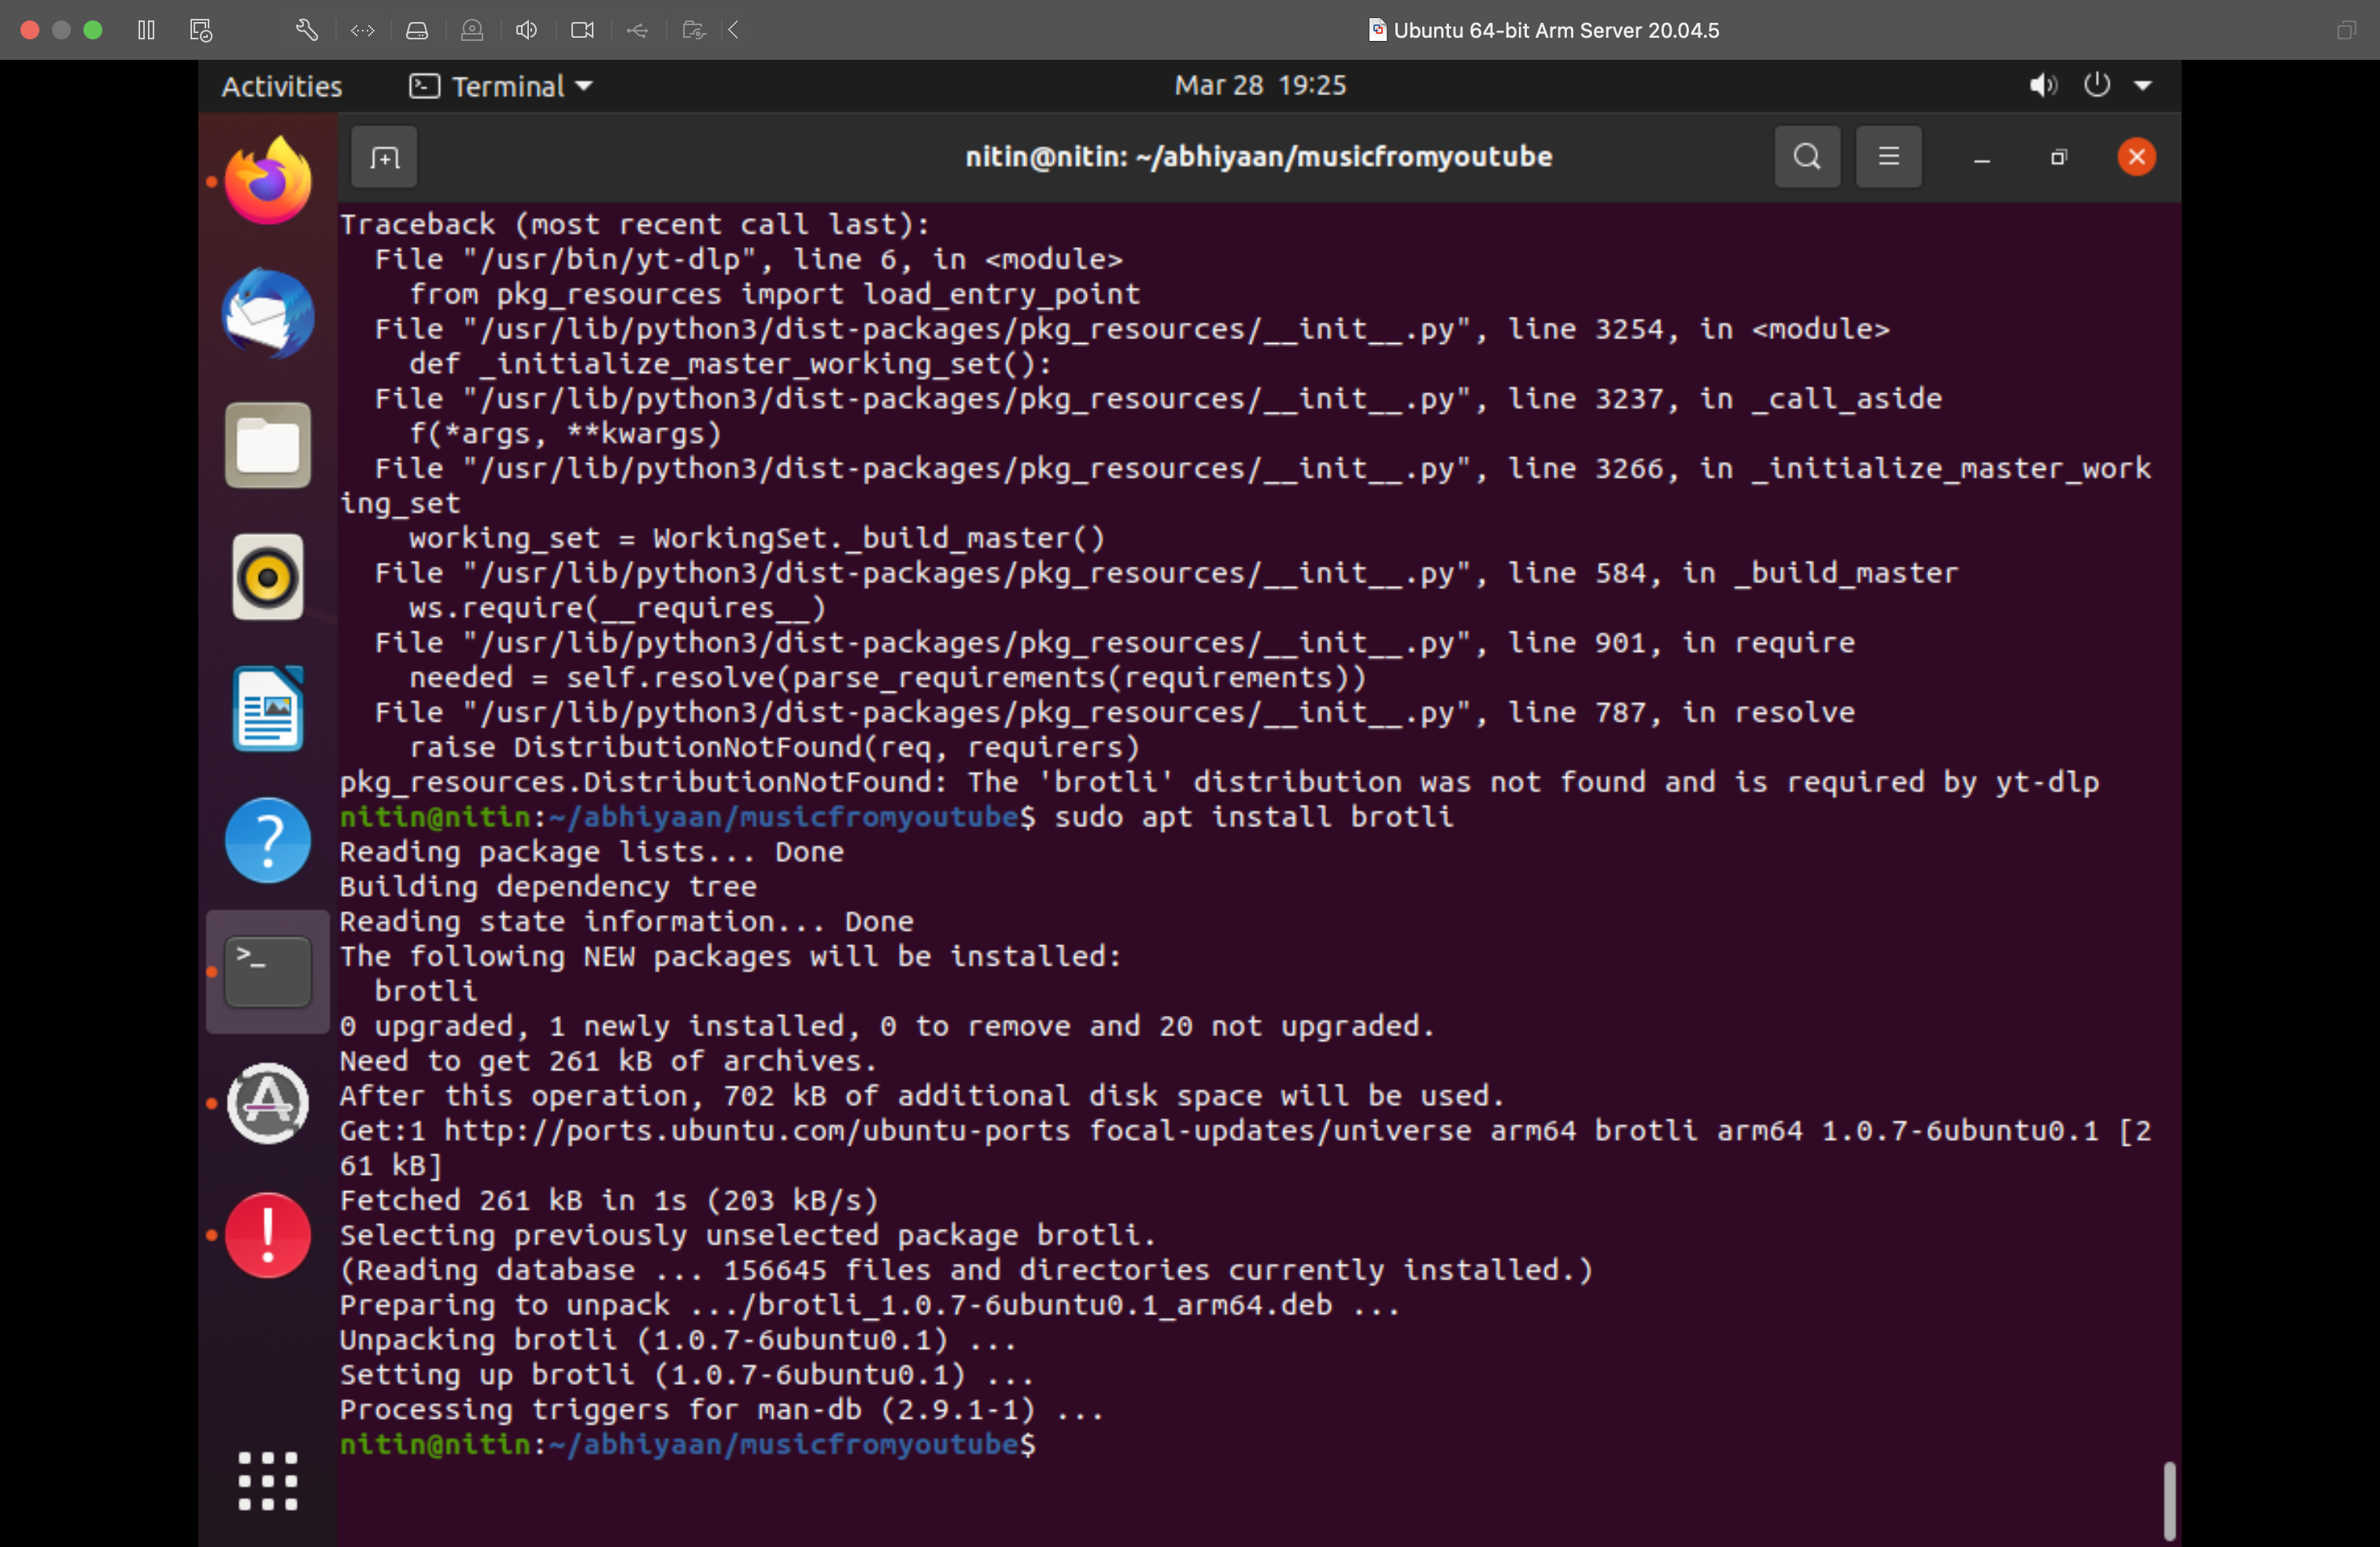 Ubuntu 64-bit Arm Server 20.04.5
Activities
Terminal
Mar 28 19:25
nitin@nitin: ~/abhiyaan/musicfromyoutube
Traceback (most recent call last):
  File "/usr/bin/yt-dlp", line 6, in <module>
    from pkg_resources import load_entry_point
  File "/usr/lib/python3/dist-packages/pkg_resources/__init__.py", line 3254, in <module>
    def _initialize_master_working_set():
  File "/usr/lib/python3/dist-packages/pkg_resources/__init__.py", line 3237, in _call_aside
    f(*args, **kwargs)
  File "/usr/lib/python3/dist-packages/pkg_resources/__init__.py", line 3266, in _initialize_master_work
ing_set
    working_set = WorkingSet._build_master()
  File "/usr/lib/python3/dist-packages/pkg_resources/__init__.py", line 584, in _build_master
    ws.require(__requires__)
  File "/usr/lib/python3/dist-packages/pkg_resources/__init__.py", line 901, in require
    needed = self.resolve(parse_requirements(requirements))
  File "/usr/lib/python3/dist-packages/pkg_resources/__init__.py", line 787, in resolve
    raise DistributionNotFound(req, requirers)
pkg_resources.DistributionNotFound: The 'brotli' distribution was not found and is required by yt-dlp
nitin@nitin:~/abhiyaan/musicfromyoutube$ sudo apt install brotli
Reading package lists... Done
Building dependency tree
Reading state information... Done
The following NEW packages will be installed:
  brotli
0 upgraded, 1 newly installed, 0 to remove and 20 not upgraded.
Need to get 261 kB of archives.
After this operation, 702 kB of additional disk space will be used.
Get:1 http://ports.ubuntu.com/ubuntu-ports focal-updates/universe arm64 brotli arm64 1.0.7-6ubuntu0.1 [2
61 kB]
Fetched 261 kB in 1s (203 kB/s)
Selecting previously unselected package brotli.
(Reading database ... 156645 files and directories currently installed.)
Preparing to unpack .../brotli_1.0.7-6ubuntu0.1_arm64.deb ...
Unpacking brotli (1.0.7-6ubuntu0.1) ...
Setting up brotli (1.0.7-6ubuntu0.1) ...
Processing triggers for man-db (2.9.1-1) ...
nitin@nitin:~/abhiyaan/musicfromyoutube$